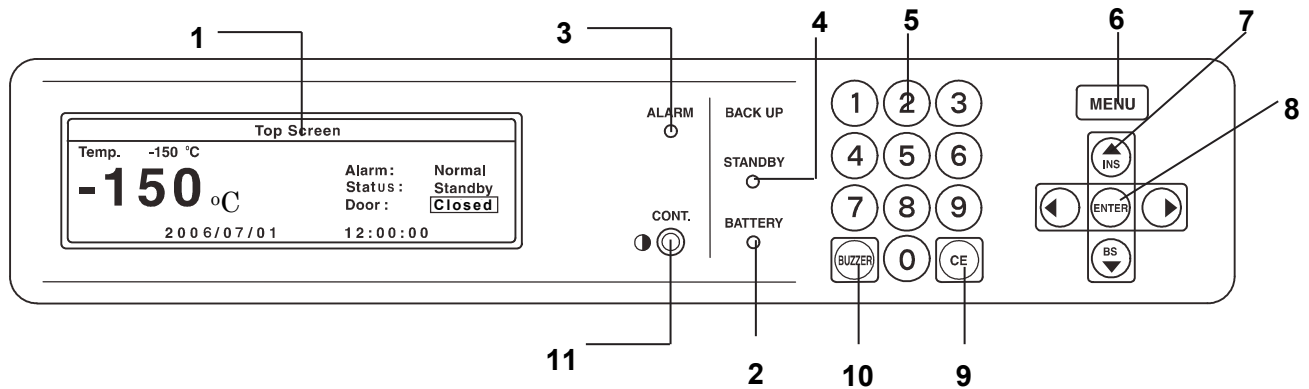 1 3 4 5 6 7
8
Top Screen
Temp. -150 °C
-150 °C
Alarm: Normal
Status: Standby
Door: Closed
2006/07/01 12:00:00
ALARM
CONT.
BACK UP
STANDBY
BATTERY
1 2 3
4 5 6
7 8 9
BUZZER 0 CE
MENU
INS
ENTER
BS
11 2 10 9